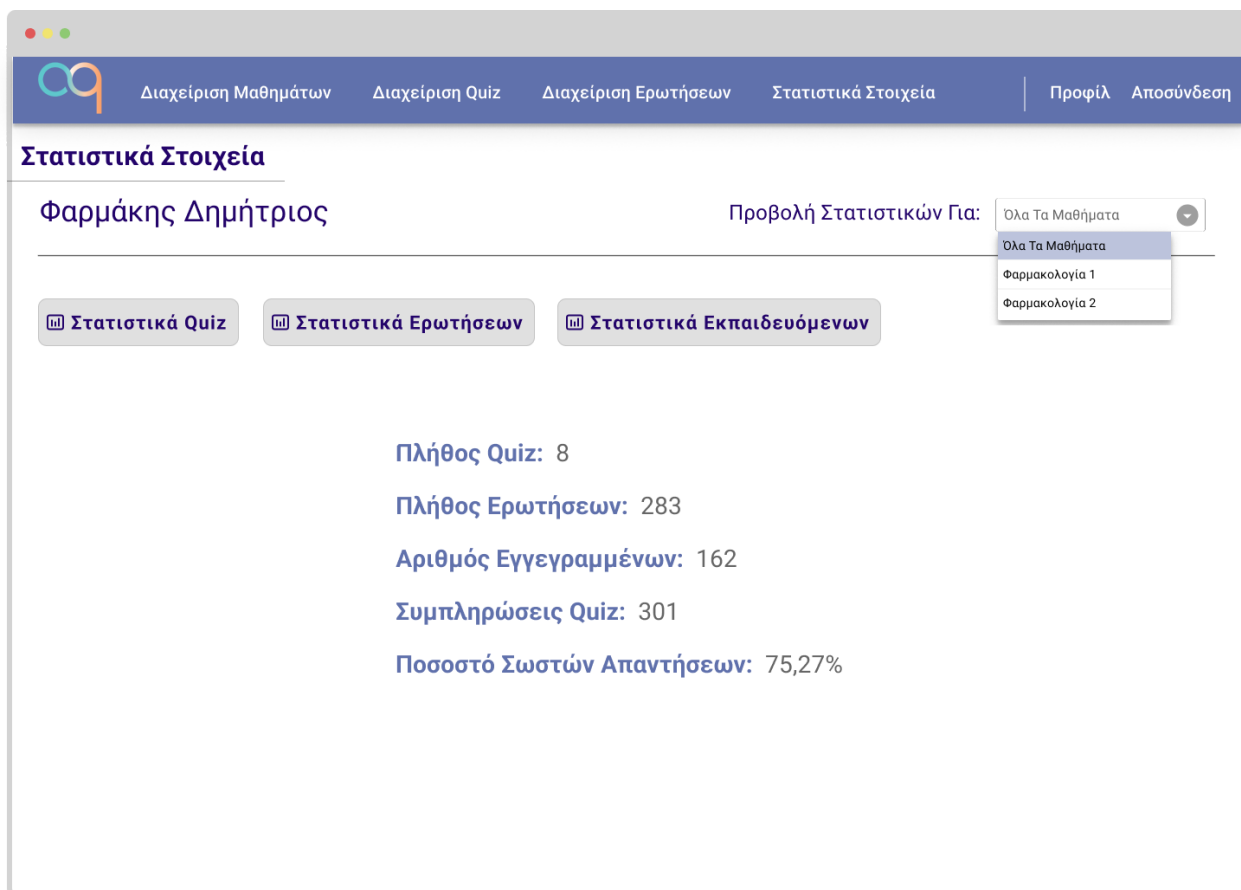 Διαχείριση Μαθημάτων Διαχείριση Quiz Διαχείριση Ερωτήσεων Στατιστικά Στοιχεία Προφίλ Αποσύνδεση
Στατιστικά Στοιχεία
Φαρμάκης Δημήτριος
Προβολή Στατιστικών Για: Όλα Τα Μαθήματα
Όλα Τα Μαθήματα
Φαρμακολογία 1
Φαρμακολογία 2
Στατιστικά Quiz Στατιστικά Ερωτήσεων Στατιστικά Εκπαιδευόμενων
Πλήθος Quiz: 8
Πλήθος Ερωτήσεων: 283
Αριθμός Εγγεγραμμένων: 162
Συμπληρώσεις Quiz: 301
Ποσοστό Σωστών Απαντήσεων: 75,27%